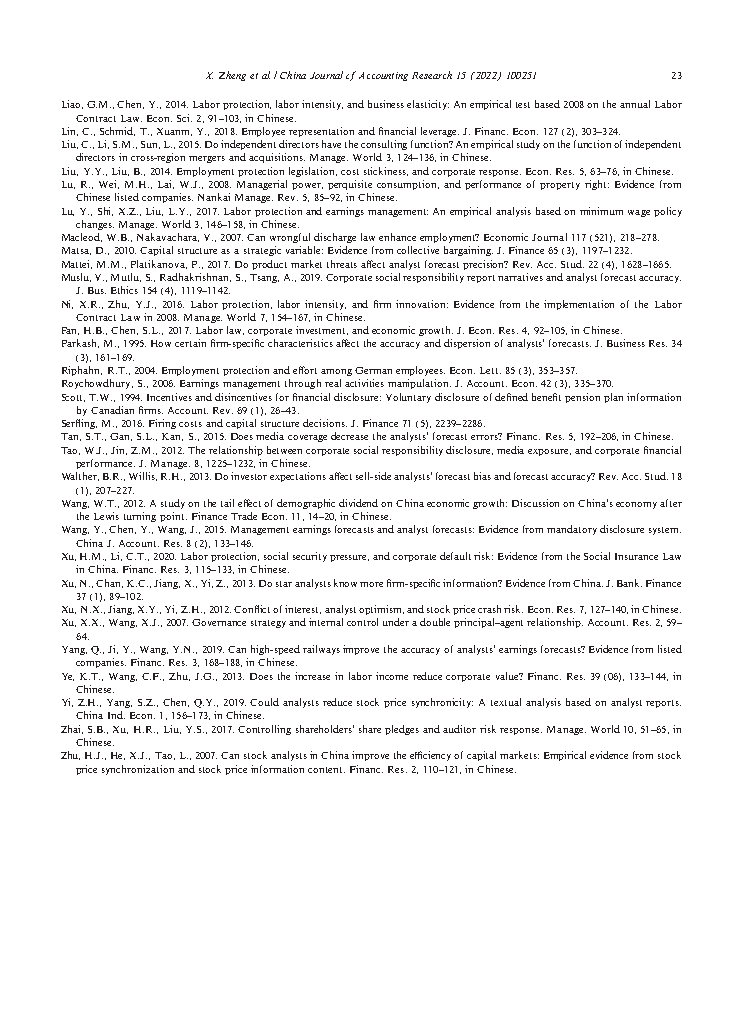 X. Zheng et al. / China Journal of Accounting Research 15 (2022) 100251
23
Liao, G.M., Chen, Y., 2014. Labor protection, labor intensity, and business elasticity: An empirical test based 2008 on the annual Labor
Contract Law. Econ. Sci. 2, 91–103, in Chinese.
Lin, C., Schmid, T., Xuanm, Y., 2018. Employee representation and financial leverage. J. Financ. Econ. 127 (2), 303–324.
Liu, C., Li, S.M., Sun, L., 2015. Do independent directors have the consulting function? An empirical study on the function of independent
directors in cross-region mergers and acquisitions. Manage. World 3, 124–136, in Chinese.
Liu, Y.Y., Liu, B., 2014. Employment protection legislation, cost stickiness, and corporate response. Econ. Res. 5, 63–76, in Chinese.
Lu, R., Wei, M.H., Lai, W.J., 2008. Managerial power, perquisite consumption, and performance of property right: Evidence from
Chinese listed companies. Nankai Manage. Rev. 5, 85–92, in Chinese.
Lu, Y., Shi, X.Z., Liu, L.Y., 2017. Labor protection and earnings management: An empirical analysis based on minimum wage policy
changes. Manage. World 3, 146–158, in Chinese.
Macleod, W.B., Nakavachara, V., 2007. Can wrongful discharge law enhance employment? Economic Journal 117 (521), 218–278.
Matsa, D., 2010. Capital structure as a strategic variable: Evidence from collective bargaining. J. Finance 65 (3), 1197–1232.
Mattei, M.M., Platikanova, P., 2017. Do product market threats affect analyst forecast precision? Rev. Acc. Stud. 22 (4), 1628–1665.
Muslu, V., Mutlu, S., Radhakrishnan, S., Tsang, A., 2019. Corporate social responsibility report narratives and analyst forecast accuracy.
J. Bus. Ethics 154 (4), 1119–1142.
Ni, X.R., Zhu, Y.J., 2016. Labor protection, labor intensity, and firm innovation: Evidence from the implementation of the Labor
Contract Law in 2008. Manage. World 7, 154–167, in Chinese.
Pan, H.B., Chen, S.L., 2017. Labor law, corporate investment, and economic growth. J. Econ. Res. 4, 92–105, in Chinese.
Parkash, M., 1995. How certain firm-specific characteristics affect the accuracy and dispersion of analysts' forecasts. J. Business Res. 34
(3), 161–169.
Riphahn, R.T., 2004. Employment protection and effort among German employees. Econ. Lett. 85 (3), 353–357.
Roychowdhury, S., 2006. Earnings management through real activities manipulation. J. Account. Econ. 42 (3), 335–370.
Scott, T.W., 1994. Incentives and disincentives for financial disclosure: Voluntary disclosure of defined benefit pension plan information
by Canadian firms. Account. Rev. 69 (1), 26–43.
Serfling, M., 2016. Firing costs and capital structure decisions. J. Finance 71 (5), 2239–2286.
Tan, S.T., Gan, S.L., Kan, S., 2015. Does media coverage decrease the analysts' forecast errors? Financ. Res. 5, 192–206, in Chinese.
Tao, W.J., Jin, Z.M., 2012. The relationship between corporate social responsibility disclosure, media exposure, and corporate financial
performance. J. Manage. 8, 1225–1232, in Chinese.
Walther, B.R., Willis, R.H., 2013. Do investor expectations affect sell-side analysts' forecast bias and forecast accuracy? Rev. Acc. Stud. 18
(1), 207–227.
Wang, W.T., 2012. A study on the tail effect of demographic dividend on China economic growth: Discussion on China's economy after
the Lewis turning point. Finance Trade Econ. 11, 14–20, in Chinese.
Wang, Y., Chen, Y., Wang, J., 2015. Management earnings forecasts and analyst forecasts: Evidence from mandatory disclosure system.
China J. Account. Res. 8 (2), 133–146.
Xu, H.M., Li, C.T., 2020. Labor protection, social security pressure, and corporate default risk: Evidence from the Social Insurance Law
in China. Financ. Res. 3, 115–133, in Chinese.
Xu, N., Chan, K.C., Jiang, X., Yi, Z., 2013. Do star analysts know more firm-specific information? Evidence from China. J. Bank. Finance
37 (1), 89–102.
Xu, N.X., Jiang, X.Y., Yi, Z.H., 2012. Conflict of interest, analyst optimism, and stock price crash risk. Econ. Res. 7, 127–140, in Chinese.
Xu, X.X., Wang, X.J., 2007. Governance strategy and internal control under a double principal–agent relationship. Account. Res. 2, 59–
64.
Yang, Q., Ji, Y., Wang, Y.N., 2019. Can high-speed railways improve the accuracy of analysts' earnings forecasts? Evidence from listed
companies. Financ. Res. 3, 168–188, in Chinese.
Ye, K.T., Wang, C.F., Zhu, J.G., 2013. Does the increase in labor income reduce corporate value? Financ. Res. 39 (06), 133–144, in
Chinese.
Yi, Z.H., Yang, S.Z., Chen, Q.Y., 2019. Could analysts reduce stock price synchronicity: A textual analysis based on analyst reports.
China Ind. Econ. 1, 156–173, in Chinese.
Zhai, S.B., Xu, H.R., Liu, Y.S., 2017. Controlling shareholders' share pledges and auditor risk response. Manage. World 10, 51–65, in
Chinese.
Zhu, H.J., He, X.J., Tao, L., 2007. Can stock analysts in China improve the efficiency of capital markets: Empirical evidence from stock
price synchronization and stock price information content. Financ. Res. 2, 110–121, in Chinese.